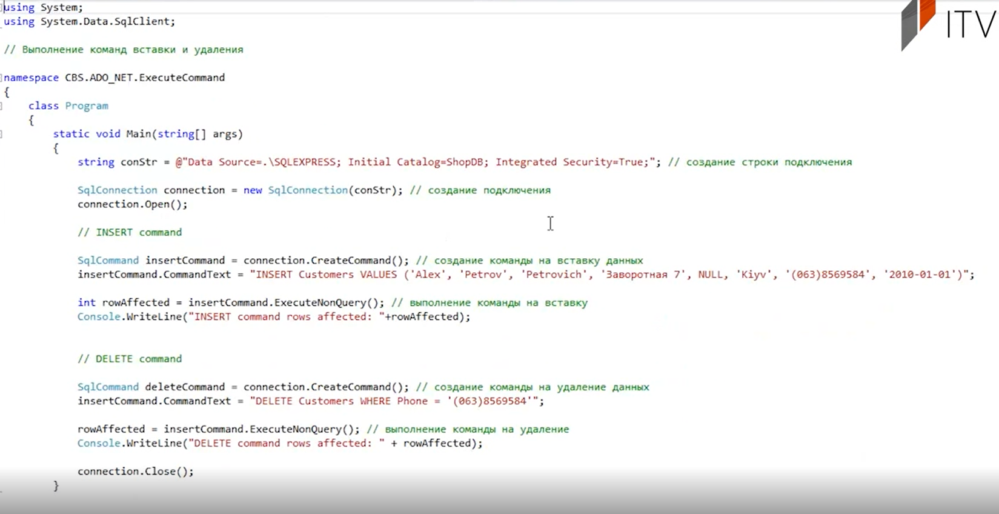 using System;
ITV
using System.Data.SqlClient;
// Выполнение команд вставки и удаления
namespace CBS.ADO_NET.ExecuteCommand
{
class Program
{
static void Main(string[] args)
{
string conStr = @"Data Source=.\SQLEXPRESS; Initial Catalog=ShopDB; Integrated Security=True;"; // создание строки подключения
SqlConnection connection = new SqlConnection(conStr); // создание подключения
connection.Open();
// INSERT command
SqlCommand insertCommand = connection.CreateCommand(); // создание команды на вставку данных
insertCommand.CommandText = "INSERT Customers VALUES ('Alex', 'Petrov', 'Petrovich', 'Заворотная 7', NULL, 'Kiyv', '(063)8569584', '2010-01-01')";
int rowAffected = insertCommand.ExecuteNonQuery(); // выполнение команды на вставку
Console.WriteLine("INSERT command rows affected: "+rowAffected);
// DELETE command
SqlCommand deleteCommand = connection.CreateCommand(); // создание команды на удаление данных
insertCommand.CommandText = "DELETE Customers WHERE Phone = '(063)8569584'";
rowAffected = insertCommand.ExecuteNonQuery(); // выполнение команды на удаление
Console.WriteLine("DELETE command rows affected: " + rowAffected);
connection.Close();
}